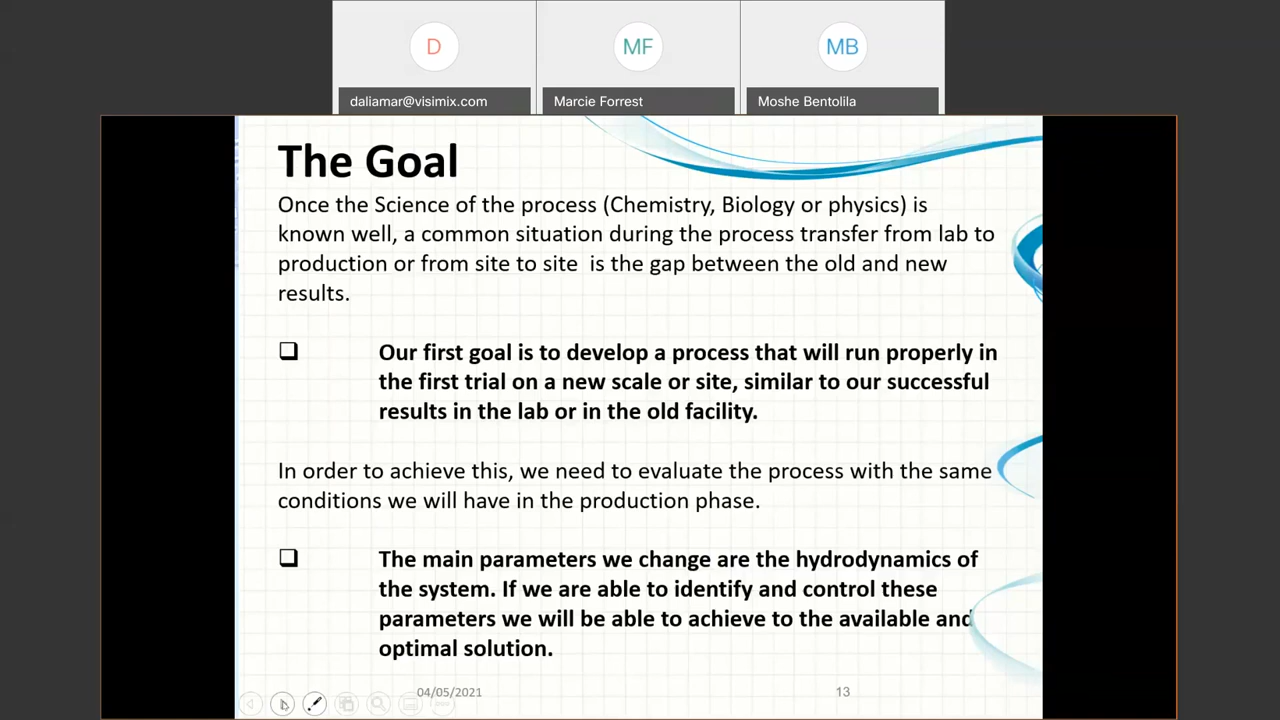 D
MF
MB
daliamar@visimix.com
Marcie Forrest
Moshe Bentolila
The Goal
Once the Science of the process (Chemistry, Biology or physics) is
known well, a common situation during the process transfer from lab to
production or from site to site is the gap between the old and new
results.
Our first goal is to develop a process that will run properly in
the first trial on a new scale or site, similar to our successful
results in the lab or in the old facility.
In order to achieve this, we need to evaluate the process with the same
conditions we will have in the production phase.
The main parameters we change are the hydrodynamics of
the system. If we are able to identify and control these
parameters we will be able to achieve to the available and
optimal solution.
04/05/2021
13